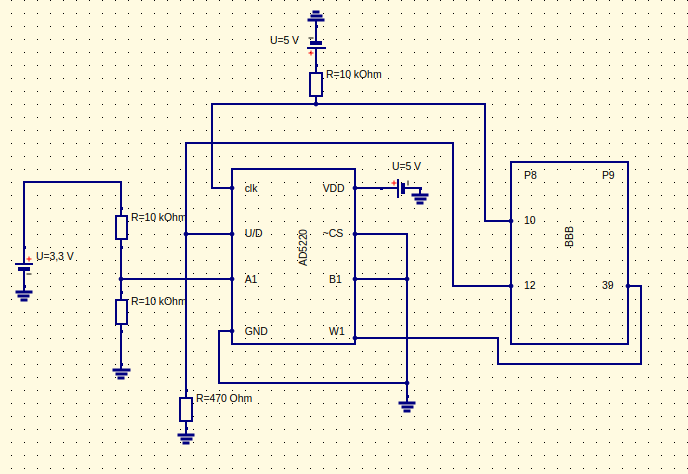 U=5 V
R=10 kOhm
U=5 V
P8
P9
clk
VDD
R=10 kOhm
10
U/D
~CS
AD5220
BBB
U=3,3 V
A1
B1
12
39
R=10 kOhm
GND
W1
R=470 Ohm